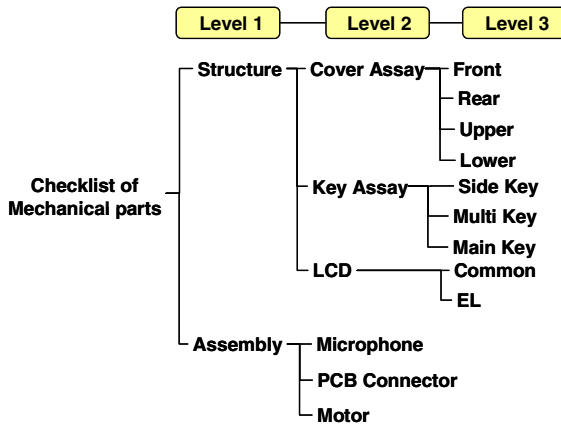 Level 1 Level 2 Level 3
Structure Cover Assay Front
Rear
Upper
Lower
Checklist of
Mechanical parts
Key Assay Side Key
Multi Key
Main Key
LCD Common
EL
Assembly Microphone
PCB Connector
Motor